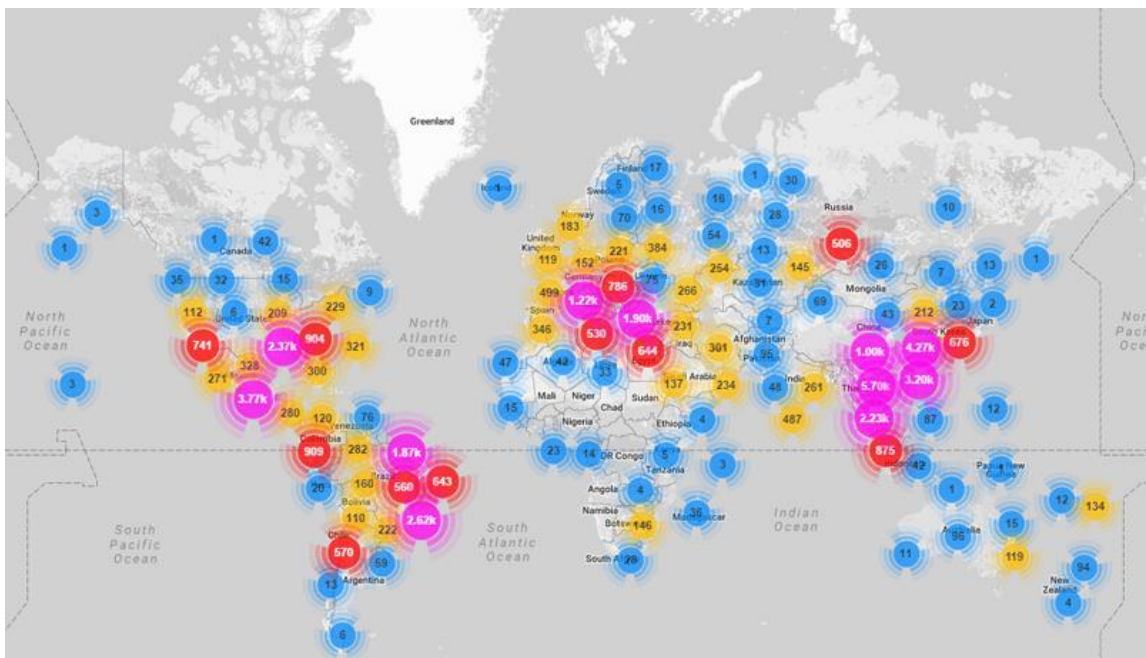 Greenland
17
1
30
Finland
5
Sweden
16
Iceland
1
16
3
70
16
28
Russia
10
Norway
183
1
42
Canada
1
United
Kingdom
221
384
54
13
506
119
152
Poland
254
145
26
7
13
1
35
32
15
9
Germany
786
75
266
Kazakhstan
31
Mongolia
499
1.22k
69
112
6
209
229
United States
North
Pacific
Ocean
North
Atlantic
Ocean
Spain
346
1.90k
231
7
43
China
212
23
2
Japan
741
2.37k
904
321
530
644
Iraq
301
Afghanistan
96
1.00k
4.27k
676
3
271
328
300
47
42
33
137
Saudi Arabia
234
48
India
261
5.70k
3.20k
3.77k
280
120
76
Mali
Niger
Chad
Sudan
15
Nigeria
Ethiopia
4
487
2.23k
87
12
Colombia
Venezuela
909
282
1.87k
23
14
DR Congo
5
Tanzania
3
875
Indonesia
42
Papua New
Guinea
20
160
560
643
Bolivia
Angola
4
1
12
134
110
222
2.62k
Namibia
Botswana
146
36
Madagascar
Indian
Ocean
15
South
Pacific
Ocean
South
Atlantic
Ocean
96
Australia
Chile
570
59
South Africa
28
11
119
94
13
Argentina
New
Zealand
4
6